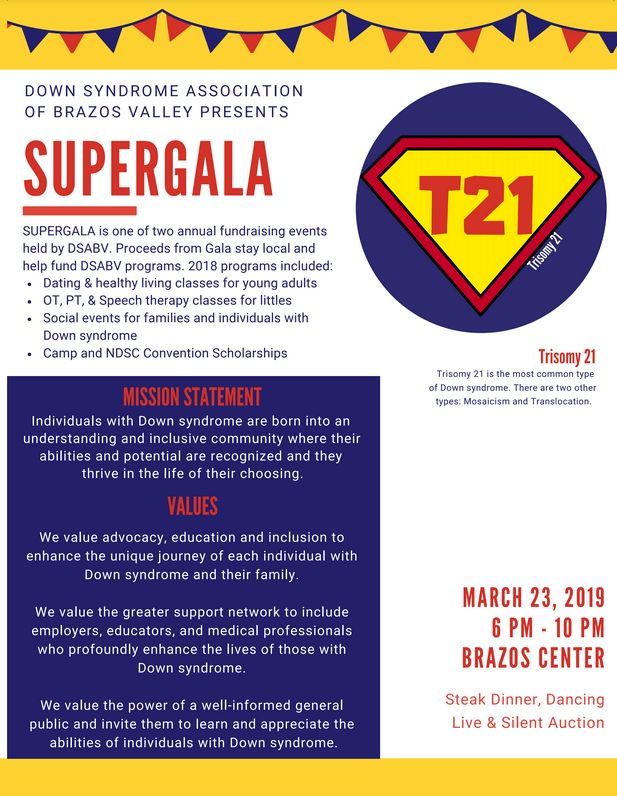 DOWN SYNDROME ASSOCIATION
OF BRAZOS VALLEY PRESENTS
SUPERGALA
SUPERGALA is one of two annual fundraising events
held by DSABV. Proceeds from Gala stay local and
help fund DSABV programs. 2018 programs included:
• Dating & healthy living classes for young adults
• OT, PT, & Speech therapy classes for littles
• Social events for families and individuals with
Down syndrome
• Camp and NDSC Convention Scholarships
T21
Trisomy 21
Trisomy 21
Trisomy 21 is the most common type
of Down syndrome. There are two other
types: Mosaicism and Translocation.
MISSION STATEMENT
Individuals with Down syndrome are born into an
understanding and inclusive community where their
abilities and potential are recognized and they
thrive in the life of their choosing.
VALUES
We value advocacy, education and inclusion to
enhance the unique journey of each individual with
Down syndrome and their family.
We value the greater support network to include
employers, educators, and medical professionals
who profoundly enhance the lives of those with
Down syndrome.
We value the power of a well-informed general
public and invite them to learn and appreciate the
abilities of individuals with Down syndrome.
MARCH 23, 2019
6 PM - 10 PM
BRAZOS CENTER
Steak Dinner, Dancing
Live & Silent Auction